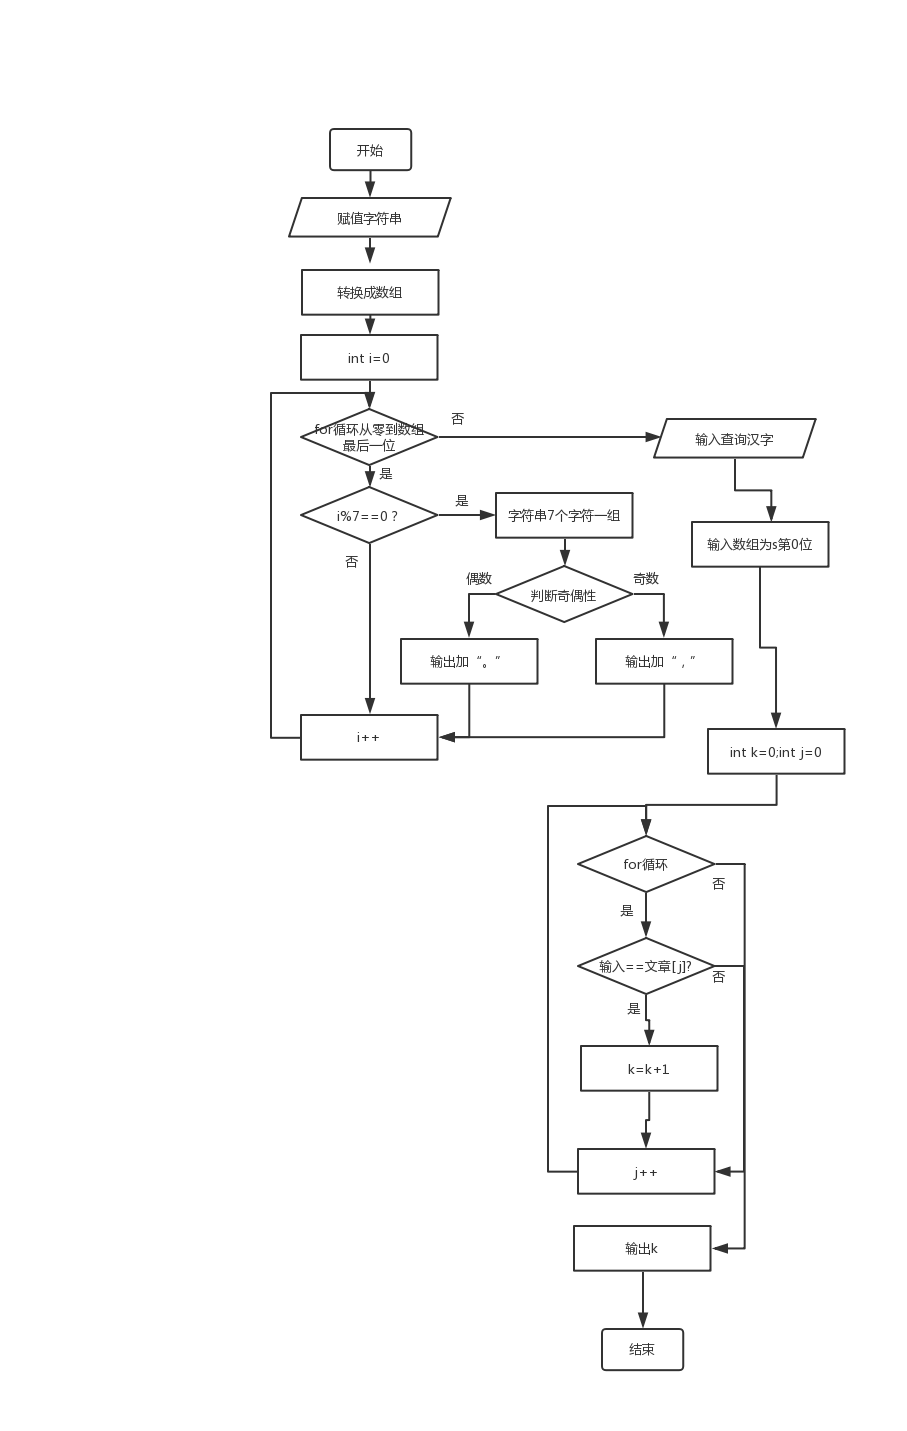 开始
赋值字符串
转换成数组
int i=0
for循环从零到数组
最后一位
否
输入查询汉字
是
i%7==0 ?
是
字符串7个字符一组
输入数组为s第0位
否
偶数
判断奇偶性
奇数
输出加“。”
输出加“，”
i++
int k=0;int j=0
for循环
否
是
输入==文章[j]?
否
是
k=k+1
j++
输出k
结束